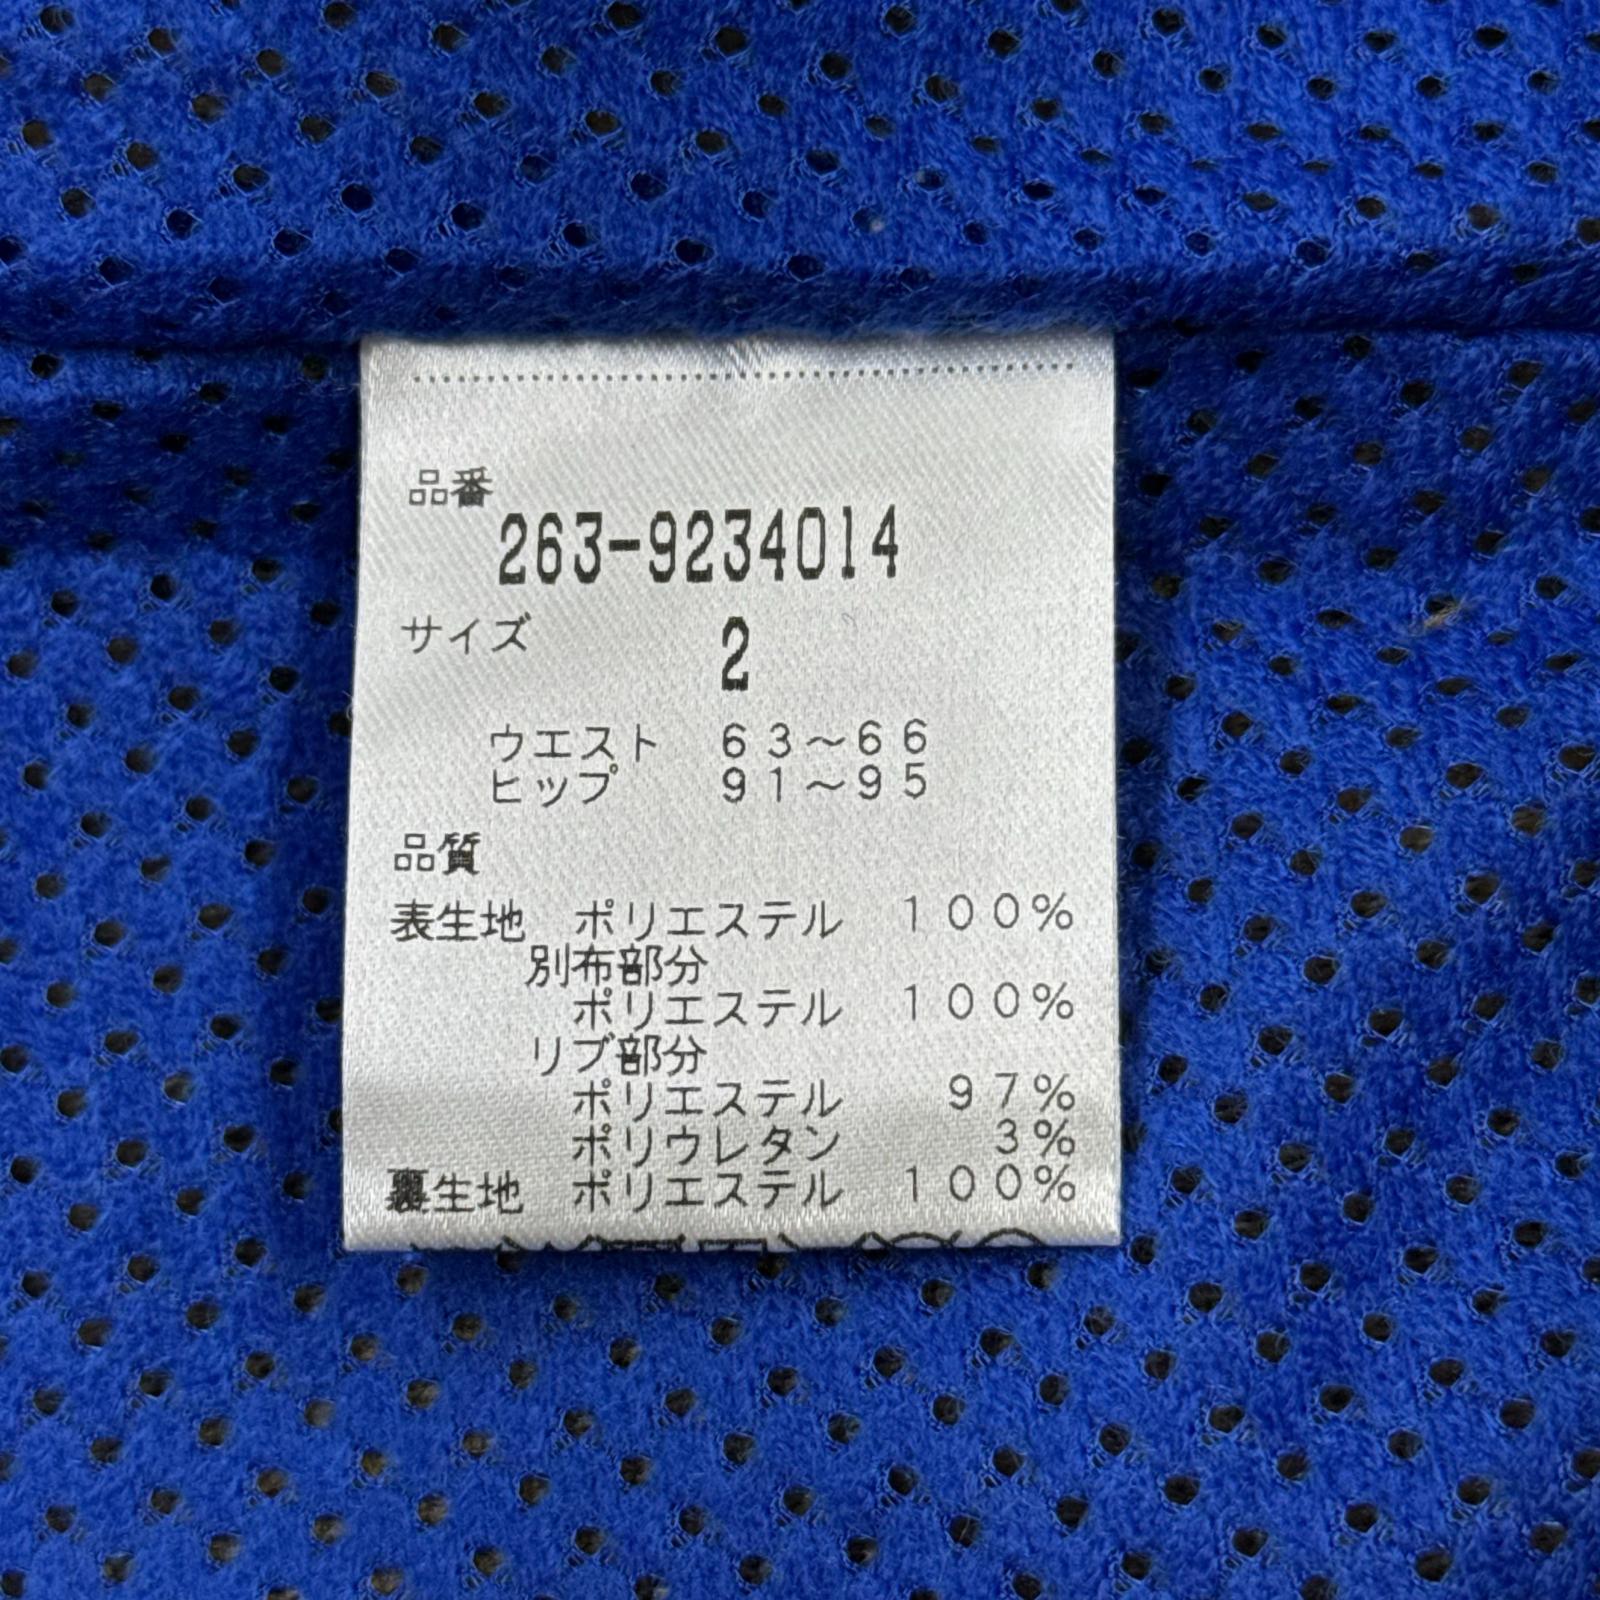 品番
263-9234014
サイズ 2
ウエスト 63～66
ヒップ 91～95
品質
表生地 ポリエステル 100%
別布部分
ポリエステル 100%
リブ部分
ポリエステル 97%
ポリウレタン 3%
裏生地 ポリエステル 100%